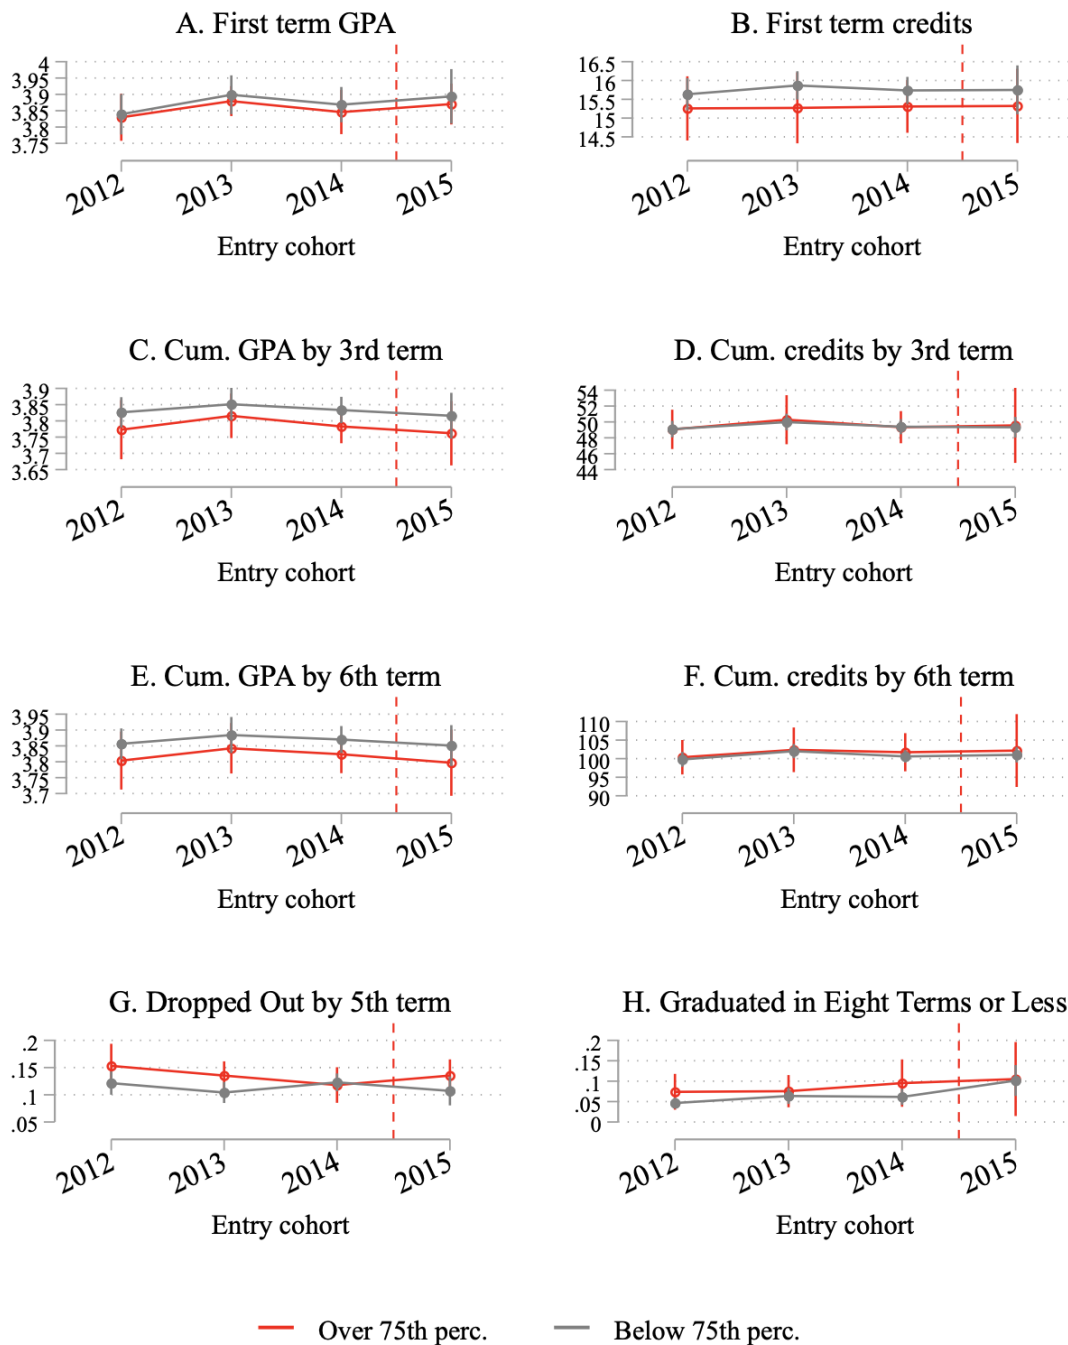 A. First term GPA
4
3.95
3.9
3.85
3.8
3.75
2012 2013 2014 2015
Entry cohort
B. First term credits
16.5
16
15.5
15
14.5
2012 2013 2014 2015
Entry cohort
C. Cum. GPA by 3rd term
3.9
3.85
3.8
3.75
3.7
3.65
2012 2013 2014 2015
Entry cohort
D. Cum. credits by 3rd term
54
52
50
48
46
44
2012 2013 2014 2015
Entry cohort
E. Cum. GPA by 6th term
3.95
3.9
3.85
3.8
3.75
3.7
2012 2013 2014 2015
Entry cohort
F. Cum. credits by 6th term
110
105
100
95
90
2012 2013 2014 2015
Entry cohort
G. Dropped Out by 5th term
.2
.15
.1
.05
2012 2013 2014 2015
Entry cohort
H. Graduated in Eight Terms or Less
.2
.15
.1
.05
0
2012 2013 2014 2015
Entry cohort
Over 75th perc. Below 75th perc.